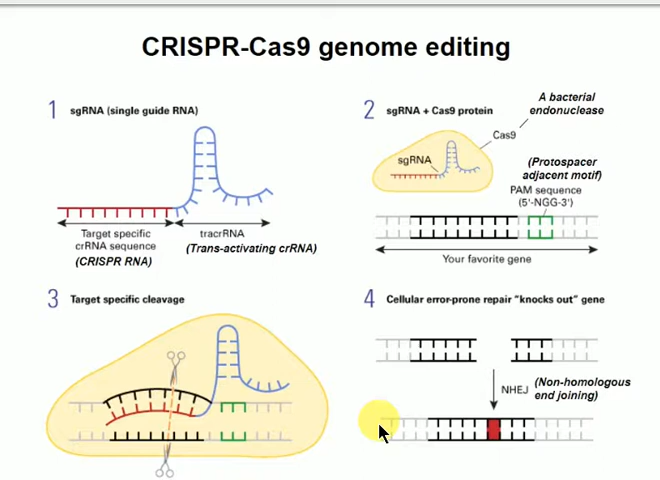 CRISPR-Cas9 genome editing
1 sgRNA (single guide RNA)
Target specific
crRNA sequence
(CRISPR RNA)
tracrRNA
(Trans-activating crRNA)
2 sgRNA + Cas9 protein
A bacterial
endonuclease
Cas9
sgRNA
(Protospacer
adjacent motif)
PAM sequence
(5'-NGG-3')
Your favorite gene
3 Target specific cleavage
4 Cellular error-prone repair "knocks out" gene
NHEJ
(Non-homologous
end joining)